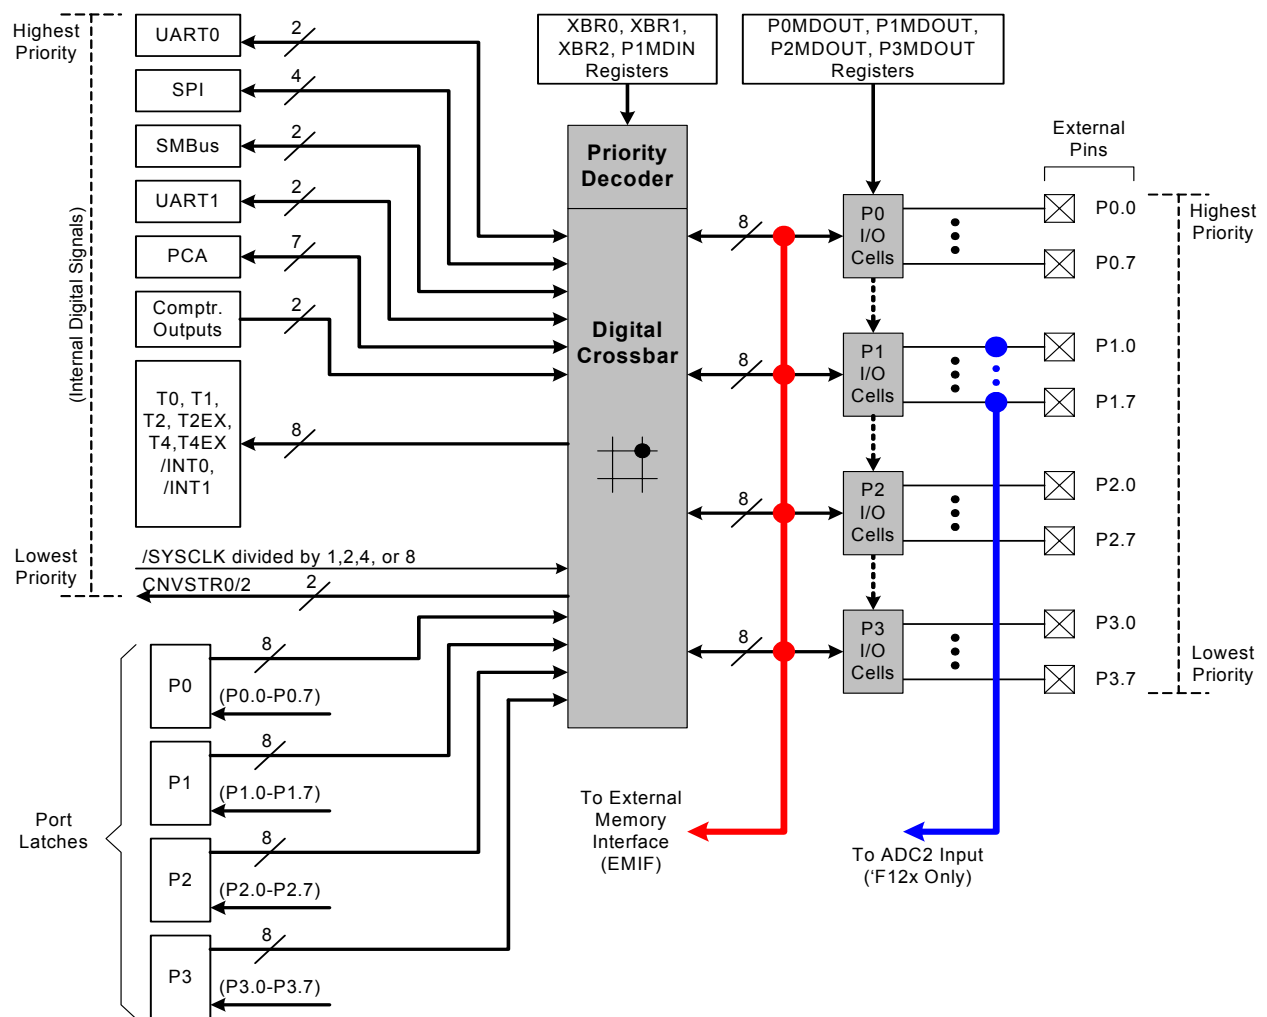 Highest
Priority
UART0
2
SPI
4
SMBus
2
UART1
2
PCA
7
Comptr.
Outputs
2
(Internal Digital Signals)
T0, T1,
T2, T2EX,
T4,T4EX
/INT0,
/INT1
8
Lowest
Priority
/SYSCLK divided by 1,2,4, or 8
CNVSTR0/2
2
XBR0, XBR1,
XBR2, P1MDIN
Registers
P0MDOUT, P1MDOUT,
P2MDOUT, P3MDOUT
Registers
Priority
Decoder
Digital
Crossbar
8
8
8
8
P0
I/O
Cells
P1
I/O
Cells
P2
I/O
Cells
P3
I/O
Cells
External
Pins
P0.0
P0.7
P1.0
P1.7
P2.0
P2.7
P3.0
P3.7
Highest
Priority
Lowest
Priority
Port
Latches
P0
8
(P0.0-P0.7)
P1
8
(P1.0-P1.7)
P2
8
(P2.0-P2.7)
P3
8
(P3.0-P3.7)
To External
Memory
Interface
(EMIF)
To ADC2 Input
(‘F12x Only)